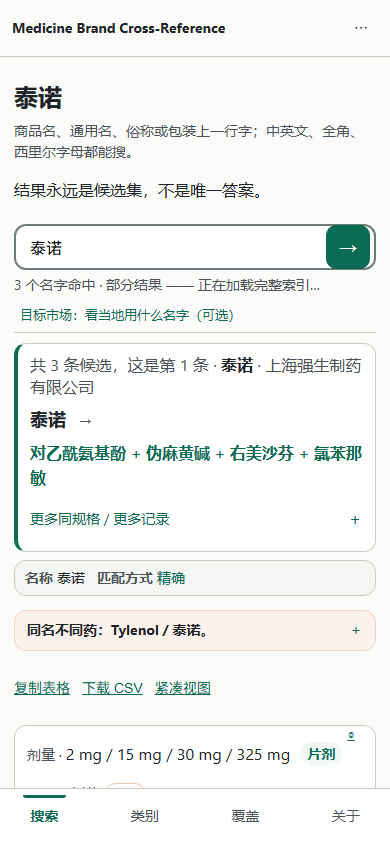 Medicine Brand Cross-Reference
...
泰诺
商品名、通用名、俗称或包装上一行字；中英文、全角、
西里尔字母都能搜。
结果永远是候选集，不是唯一答案。
泰诺 →
3 个名字命中 · 部分结果 —— 正在加载完整索引…
目标市场：看当地用什么名字（可选）
共 3 条候选，这是第 1 条 · 泰诺 · 上海强生制药
有限公司
泰诺 →
对乙酰氨基酚 + 伪麻黄碱 + 右美沙芬 + 氯苯那
敏
更多同规格 / 更多记录 +
名称 泰诺 匹配方式 精确
同名不同药：Tylenol / 泰诺。 +
复制表格 下载 CSV 紧凑视图
剂量 · 2 mg / 15 mg / 30 mg / 325 mg 片剂
搜索 类别 覆盖 关于